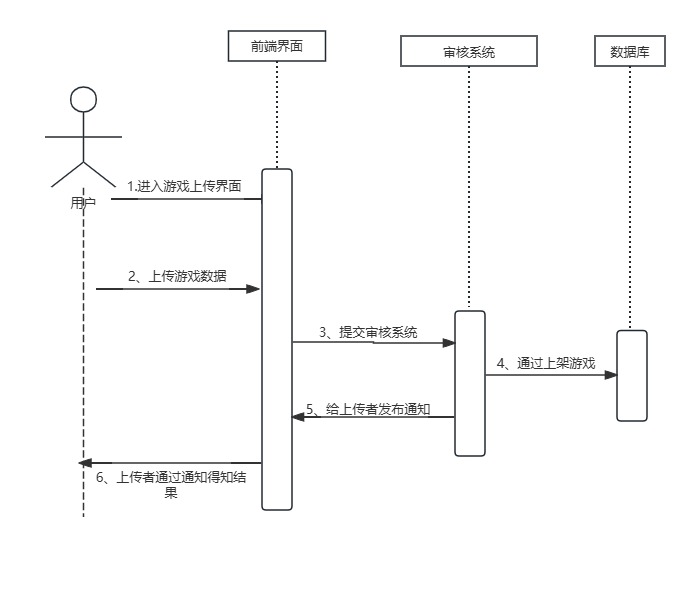 前端界面
审核系统
数据库
1.进入游戏上传界面
用户
2、上传游戏数据
3、提交审核系统
4、通过上架游戏
5、给上传者发布通知
6、上传者通过通知得知结
果